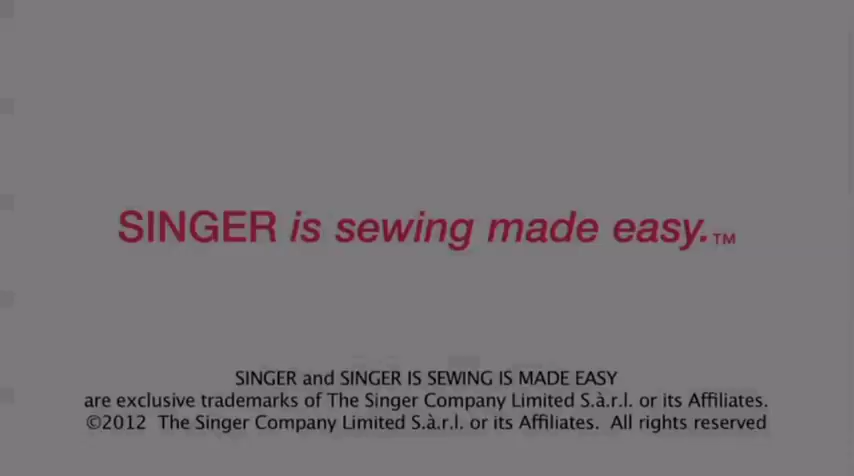 SINGER is sewing made easy.™
SINGER and SINGER IS SEWING IS MADE EASY
are exclusive trademarks of The Singer Company Limited S.à.r.l. or its Affiliates.
©2012  The Singer Company Limited S.à.r.l. or its Affiliates.  All rights reserved